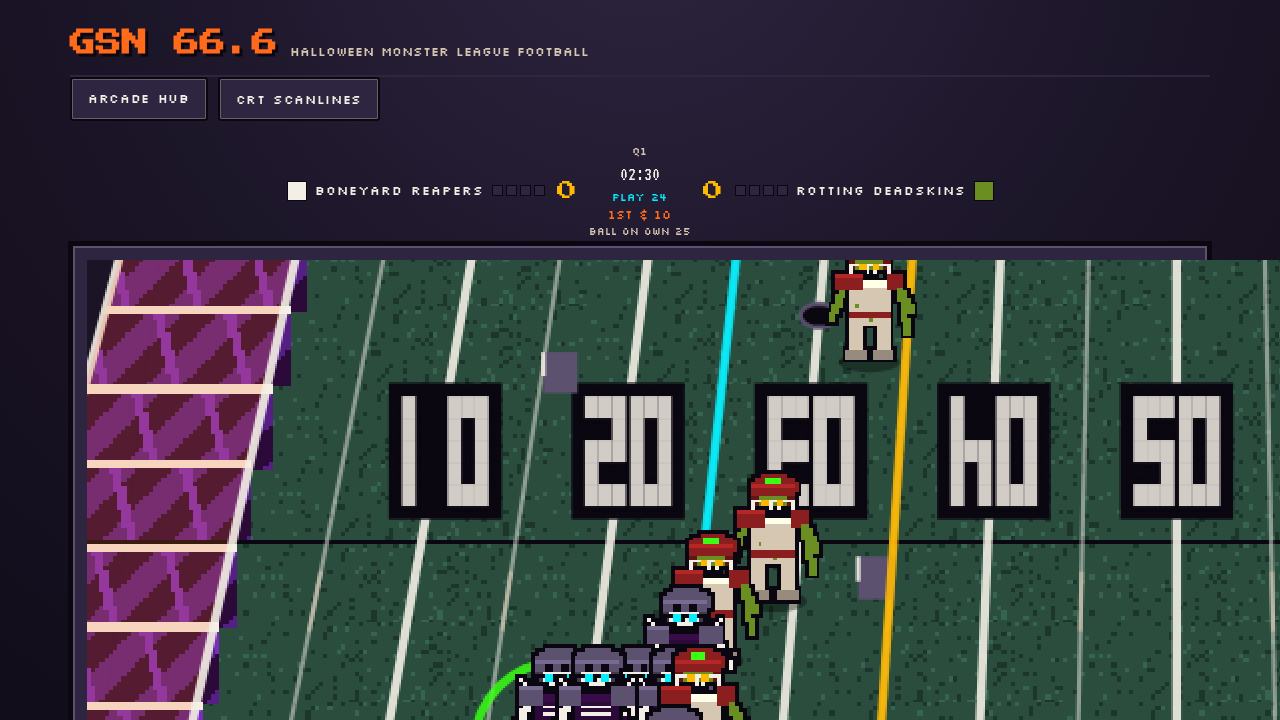 GSN 66.6
HALLOWEEN MONSTER LEAGUE FOOTBALL
ARCADE HUB
CRT SCANLINES
Q1
02:30
BONEYARD REAPERS 0
0 ROTTING DEADSKINS
PLAY 24
1ST & 10
BALL ON OWN 25
10 20 30 40 50